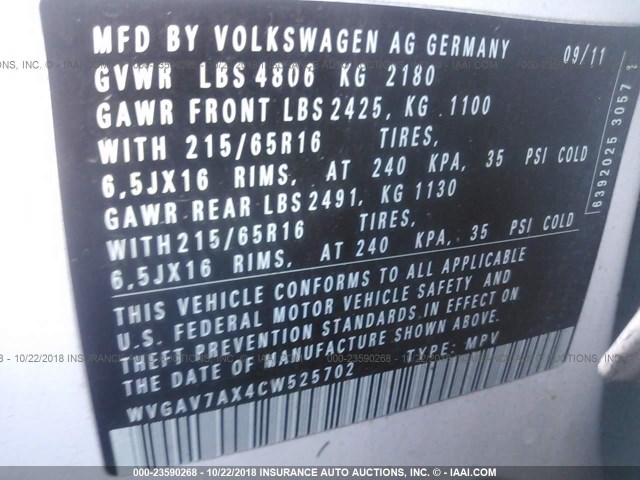 MFD BY VOLKSWAGEN AG GERMANY 09/11
GVWR LBS 4806 KG 2180
GAWR FRONT LBS 2425, KG 1100
WITH 215/65R16 TIRES,
6,5JX16 RIMS, AT 240 KPA, 35 PSI COLD
GAWR REAR LBS 2491, KG 1130
WITH 215/65R16 TIRES,
6,5JX16 RIMS, AT 240 KPA, 35 PSI COLD
THIS VEHICLE CONFORMS TO ALL APPLICABLE
U.S. FEDERAL MOTOR VEHICLE SAFETY AND
THEFT PREVENTION STANDARDS IN EFFECT ON
THE DATE OF MANUFACTURE SHOWN ABOVE.
WVGAV7AX4CW525702 TYPE: MPV
6392025 3057
000-23590268 - 10/22/2018 INSURANCE AUTO AUCTIONS, INC. - © IAAI.COM